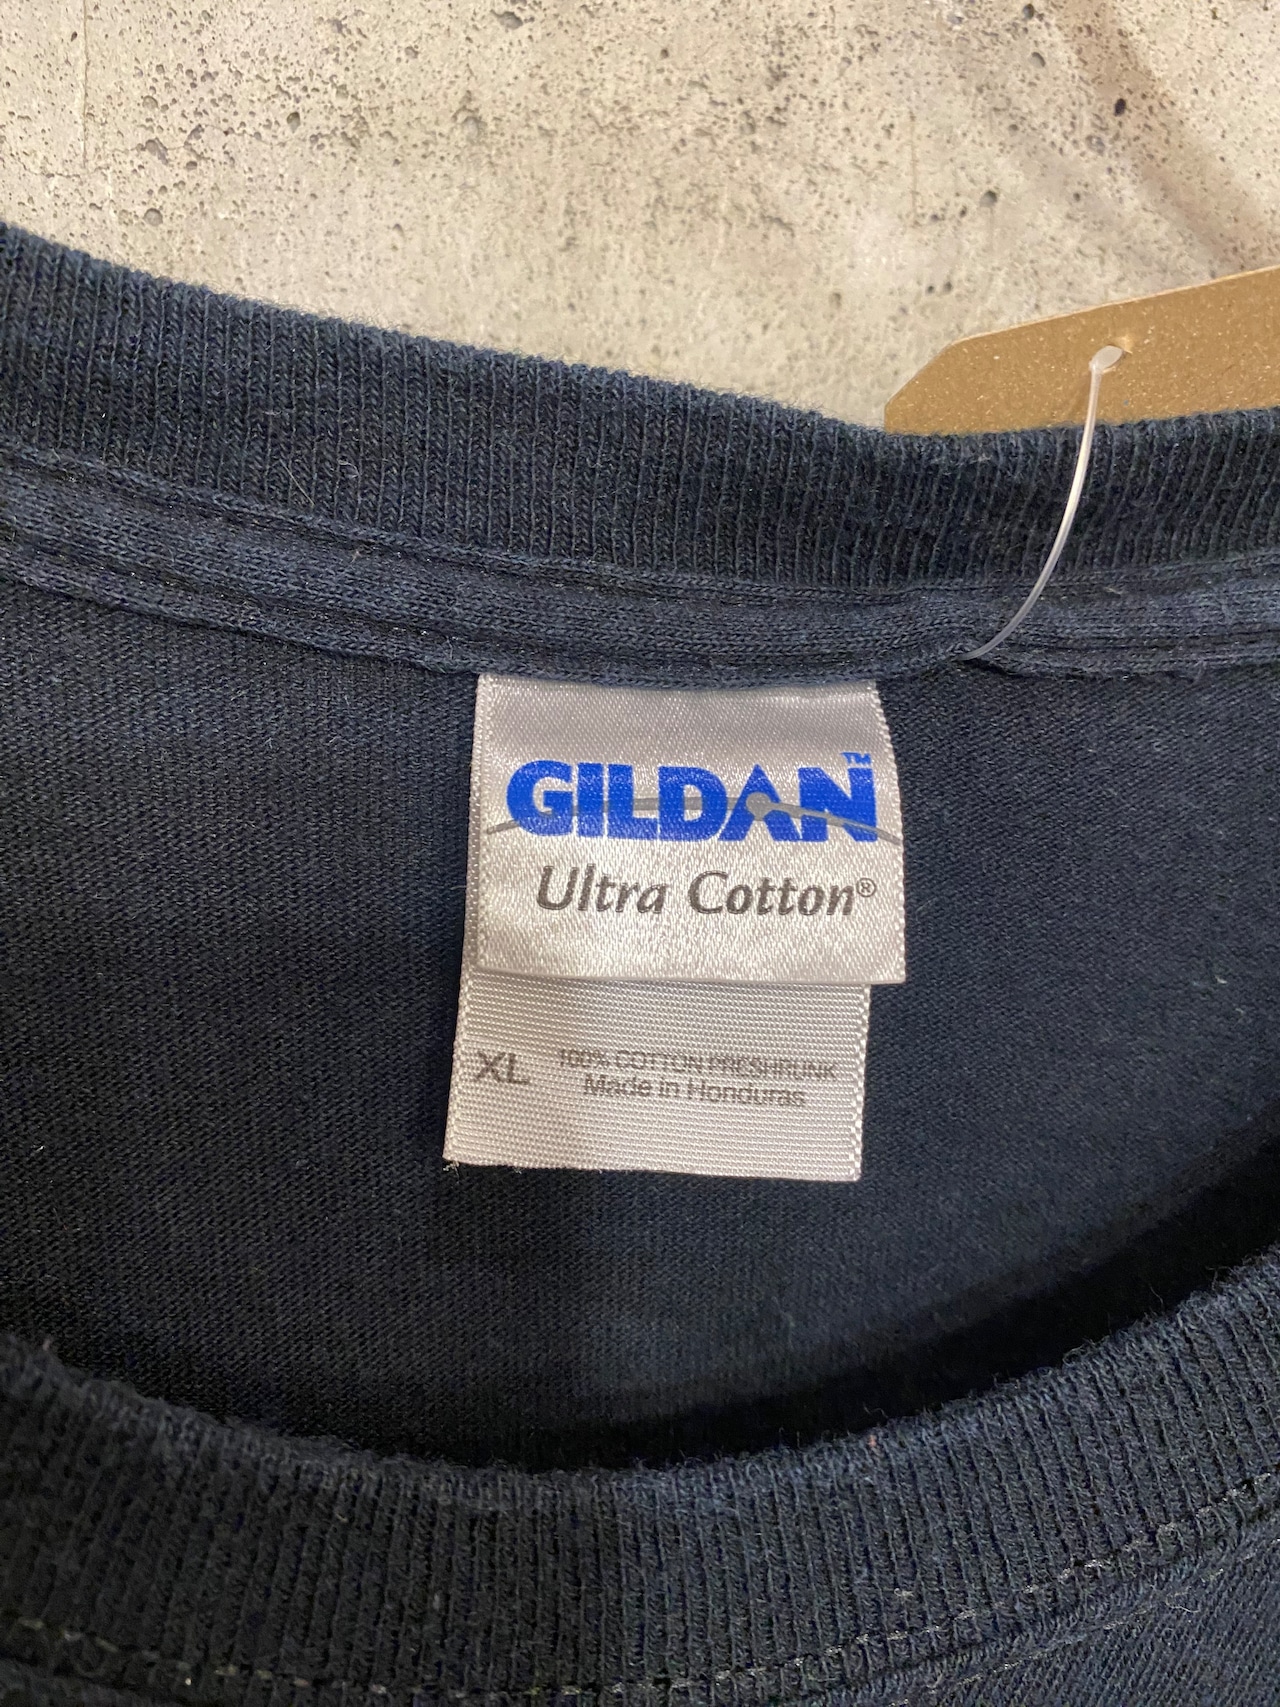 GILDAN™
Ultra Cotton®
XL 100% COTTON PRESHRUNK
Made in Honduras